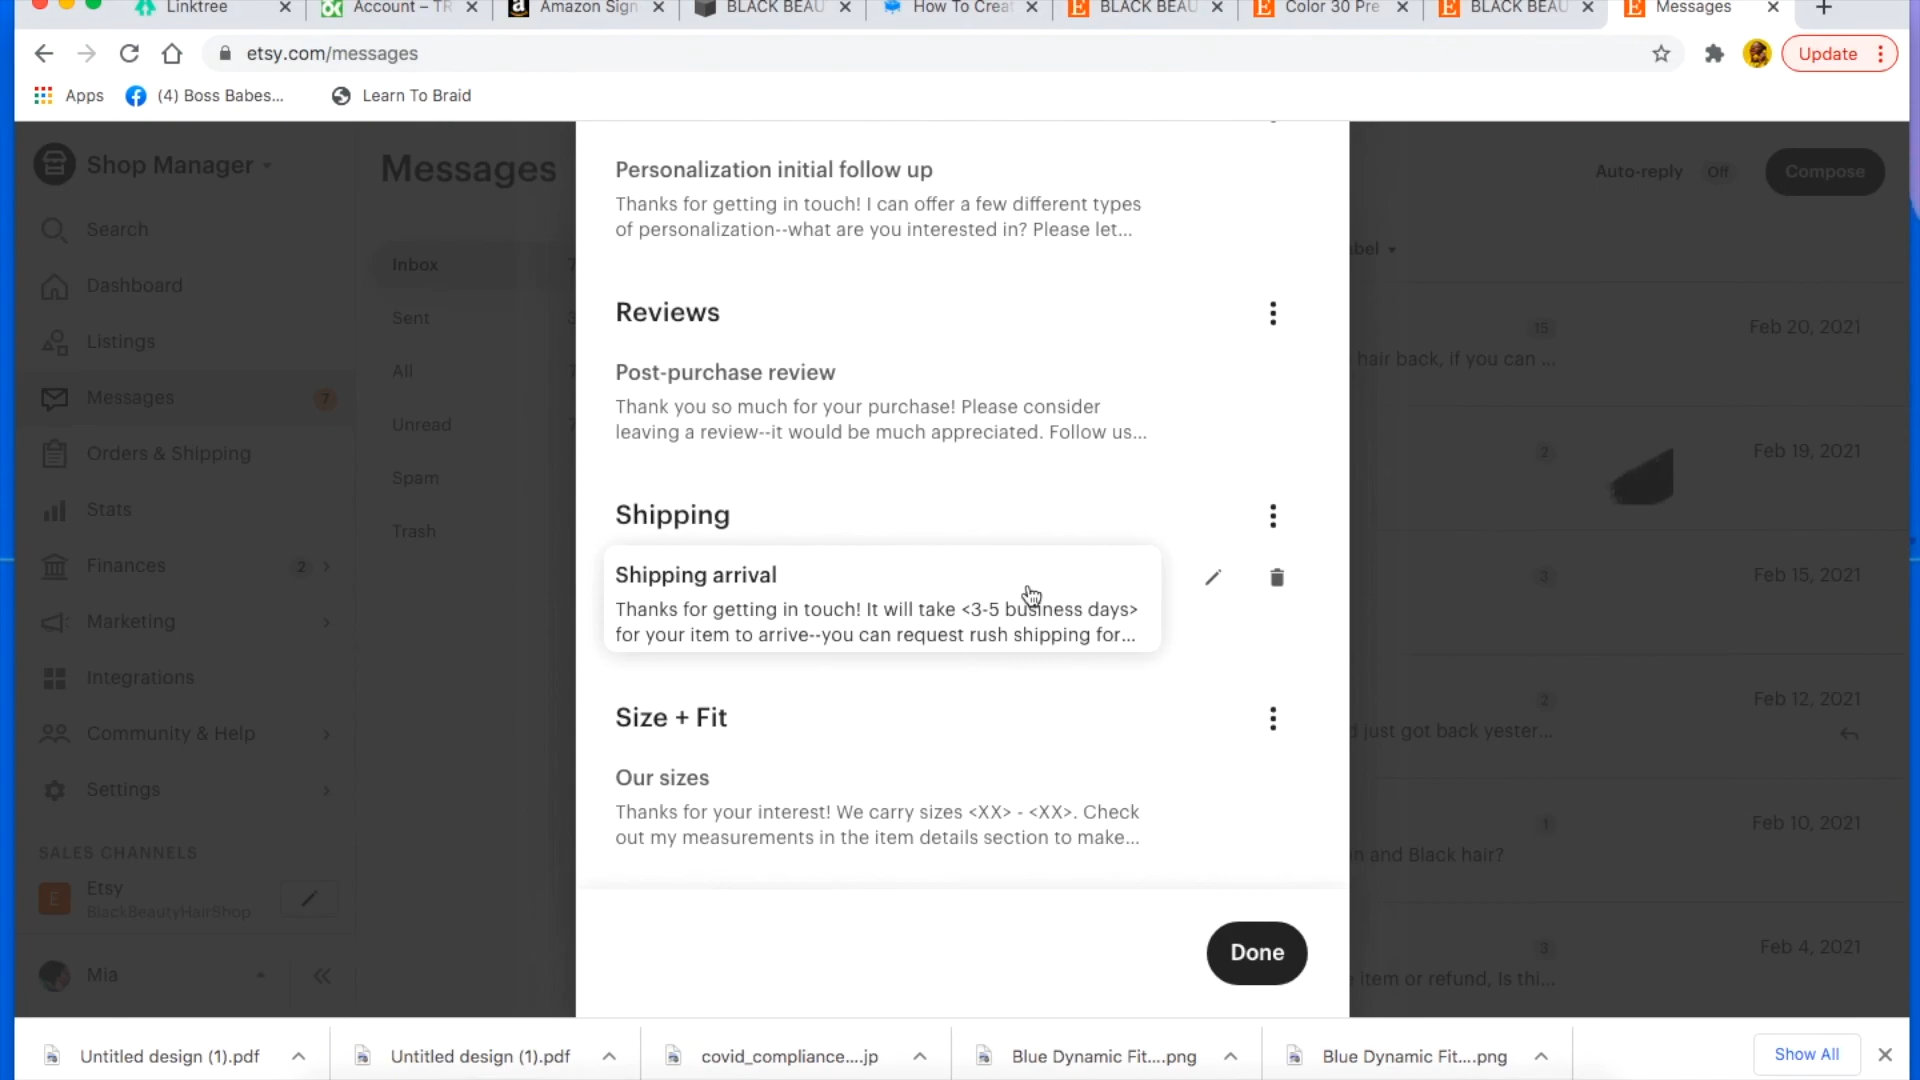 Linktree
Account – TR
Amazon Sign
BLACK BEAU
How To Creat
BLACK BEAU
Color 30 Pre
BLACK BEAU
Messages
etsy.com/messages
Update
Apps
(4) Boss Babes...
Learn To Braid
Shop Manager
Messages
Auto-reply Off
Compose
Search
Dashboard
Listings
Messages 7
Orders & Shipping
Stats
Finances 2
Marketing
Integrations
Community & Help
Settings
SALES CHANNELS
E
Etsy
BlackBeautyHairShop
Mia
Inbox
Sent
All
Unread
Spam
Trash
Personalization initial follow up
Thanks for getting in touch! I can offer a few different types
of personalization--what are you interested in? Please let...
Reviews
Post-purchase review
Thank you so much for your purchase! Please consider
leaving a review--it would be much appreciated. Follow us...
Shipping
Shipping arrival
Thanks for getting in touch! It will take <3-5 business days>
for your item to arrive--you can request rush shipping for...
Size + Fit
Our sizes
Thanks for your interest! We carry sizes <XX> - <XX>. Check
out my measurements in the item details section to make...
Done
bel
15 Feb 20, 2021
hair back, if you can ...
2 Feb 19, 2021
3 Feb 15, 2021
2 Feb 12, 2021
just got back yester...
1 Feb 10, 2021
and Black hair?
3 Feb 4, 2021
item or refund, Is thi...
Untitled design (1).pdf
Untitled design (1).pdf
covid_compliance....jp
Blue Dynamic Fit....png
Blue Dynamic Fit....png
Show All